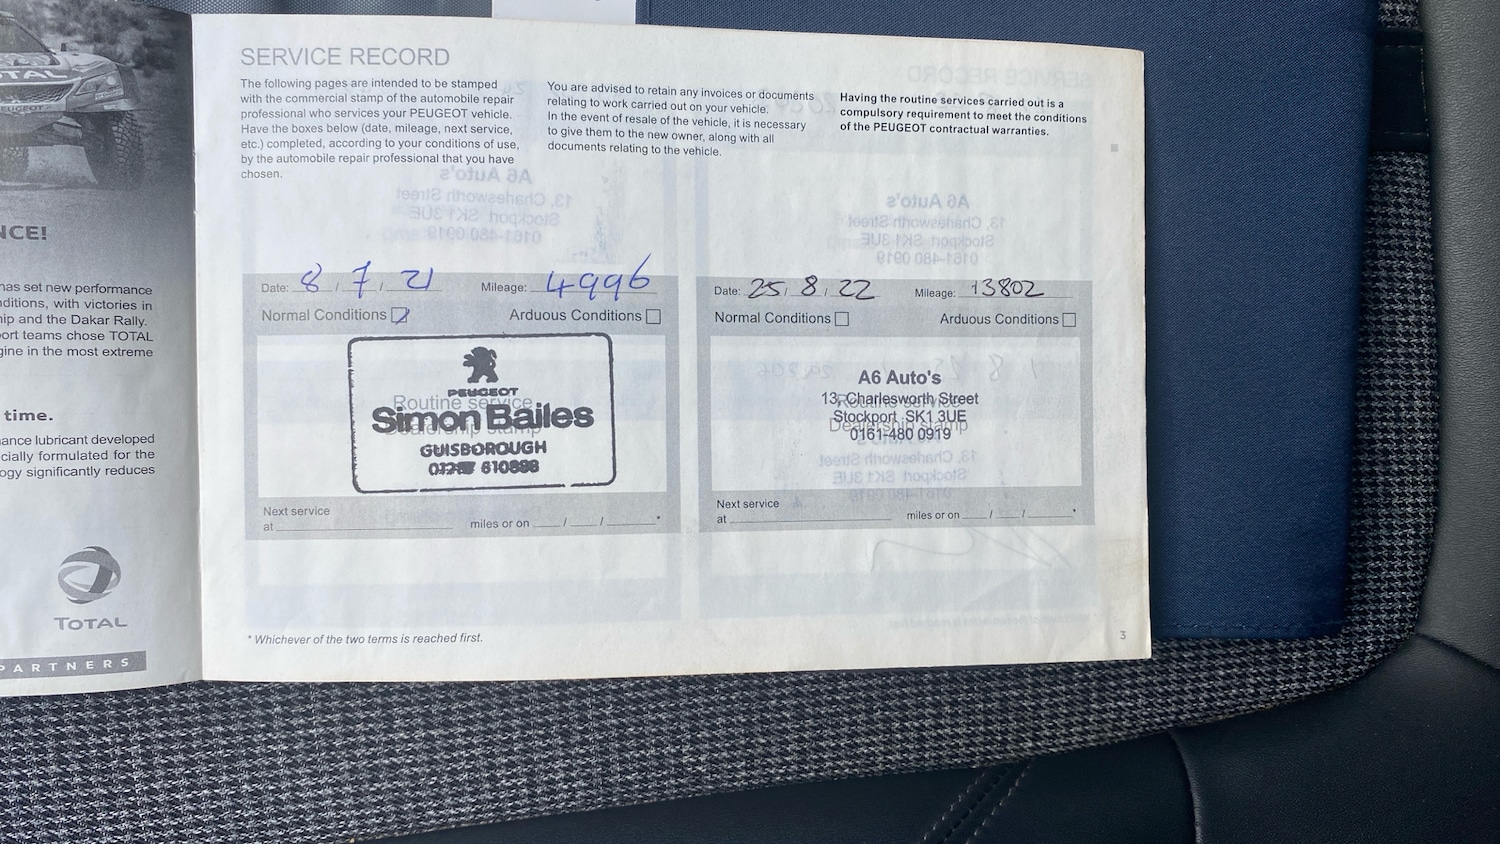 TOTAL
PEUGEOT
NCE!
has set new performance
nditions, with victories in
hip and the Dakar Rally.
port teams chose TOTAL
gine in the most extreme
time.
ance lubricant developed
cially formulated for the
ogy significantly reduces
TOTAL
PARTNERS
SERVICE RECORD
The following pages are intended to be stamped
with the commercial stamp of the automobile repair
professional who services your PEUGEOT vehicle.
Have the boxes below (date, mileage, next service,
etc.) completed, according to your conditions of use,
by the automobile repair professional that you have
chosen.
You are advised to retain any invoices or documents
relating to work carried out on your vehicle.
In the event of resale of the vehicle, it is necessary
to give them to the new owner, along with all
documents relating to the vehicle.
Having the routine services carried out is a
compulsory requirement to meet the conditions
of the PEUGEOT contractual warranties.
Date: 8 / 7 / 21 Mileage: 4996
Normal Conditions Arduous Conditions
PEUGEOT
Routine service
Simon Bailes
Dealership stamp
GUISBOROUGH
610888
Next service
at miles or on / / *
Date: 25 / 8 / 22 Mileage: 13802
Normal Conditions Arduous Conditions
A6 Auto's
13, Charlesworth Street
Routine service
Stockport SK1 3UE
Dealership stamp
0161-480 0919
Next service
at miles or on / / *
* Whichever of the two terms is reached first.
3